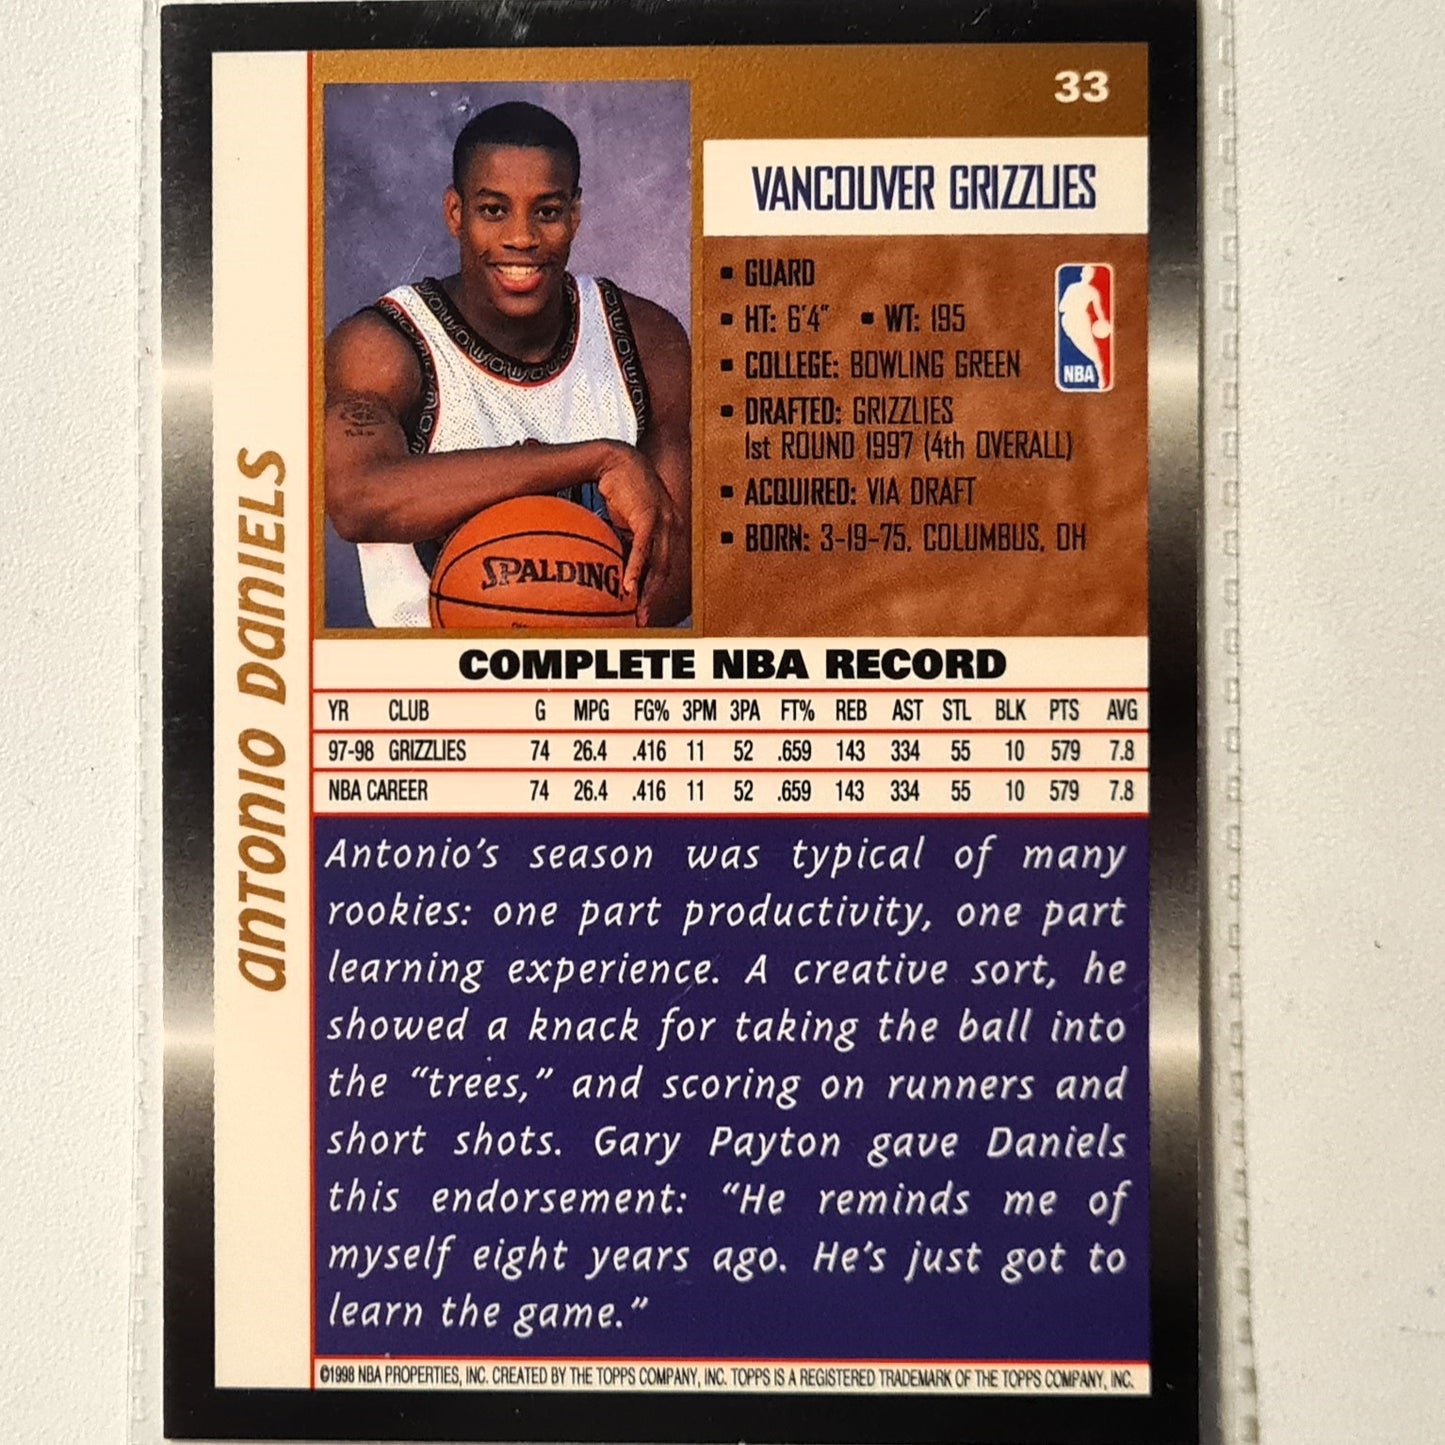 33
VANCOUVER GRIZZLIES
▪ GUARD
▪ HT: 6'4" ▪ WT: 195
▪ COLLEGE: BOWLING GREEN
▪ DRAFTED: GRIZZLIES
1st ROUND 1997 (4th OVERALL)
▪ ACQUIRED: VIA DRAFT
▪ BORN: 3-19-75, COLUMBUS, OH
NBA
SPALDING
anTONIO DanIELS
COMPLETE NBA RECORD
YR CLUB G MPG FG% 3PM 3PA FT% REB AST STL BLK PTS AVG
97-98 GRIZZLIES 74 26.4 .416 11 52 .659 143 334 55 10 579 7.8
NBA CAREER 74 26.4 .416 11 52 .659 143 334 55 10 579 7.8
Antonio's season was typical of many
rookies: one part productivity, one part
learning experience. A creative sort, he
showed a knack for taking the ball into
the "trees," and scoring on runners and
short shots. Gary Payton gave Daniels
this endorsement: "He reminds me of
myself eight years ago. He's just got to
learn the game."
©1998 NBA PROPERTIES, INC. CREATED BY THE TOPPS COMPANY, INC. TOPPS IS A REGISTERED TRADEMARK OF THE TOPPS COMPANY, INC.